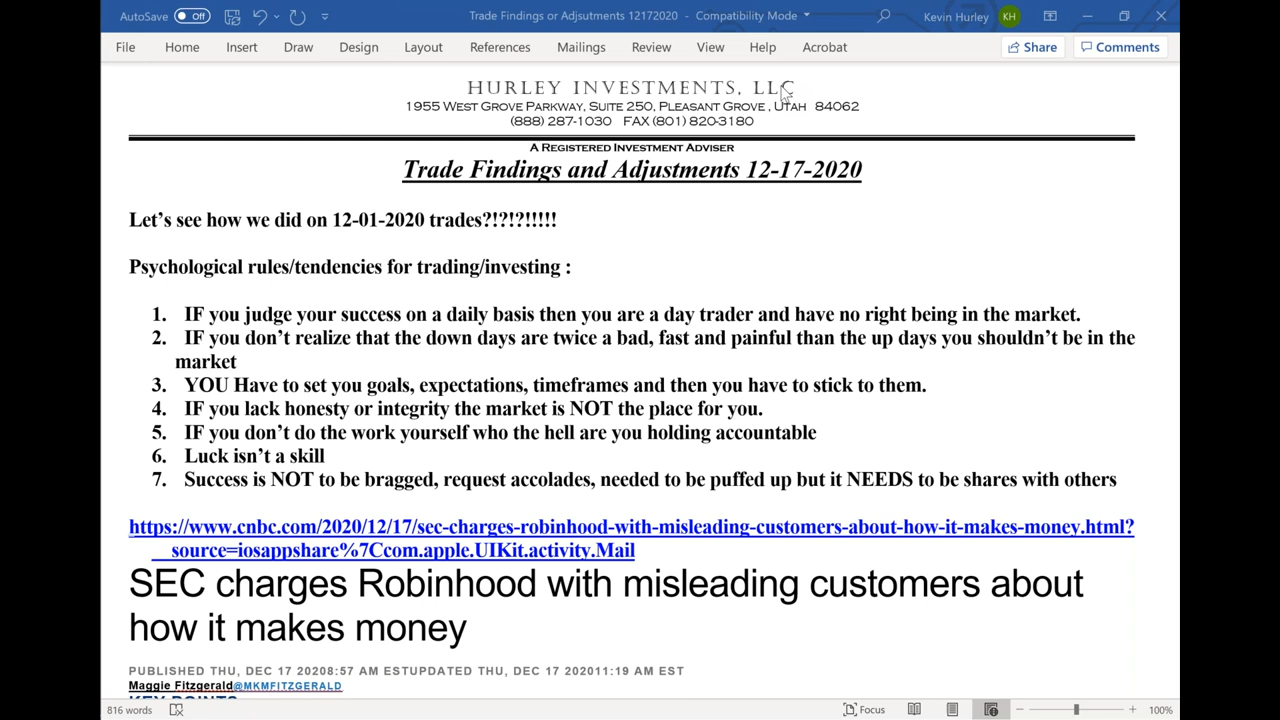 AutoSave Off Trade Findings or Adjsutments 12172020 - Compatibility Mode Kevin Hurley KH
File Home Insert Draw Design Layout References Mailings Review View Help Acrobat Share Comments
HURLEY INVESTMENTS, LLC
1955 WEST GROVE PARKWAY, SUITE 250, PLEASANT GROVE , UTAH 84062
(888) 287-1030 FAX (801) 820-3180
A REGISTERED INVESTMENT ADVISER
Trade Findings and Adjustments 12-17-2020
Let's see how we did on 12-01-2020 trades?!?!?!!!!!
Psychological rules/tendencies for trading/investing :
1. IF you judge your success on a daily basis then you are a day trader and have no right being in the market.
2. IF you don't realize that the down days are twice a bad, fast and painful than the up days you shouldn't be in the
market
3. YOU Have to set you goals, expectations, timeframes and then you have to stick to them.
4. IF you lack honesty or integrity the market is NOT the place for you.
5. IF you don't do the work yourself who the hell are you holding accountable
6. Luck isn't a skill
7. Success is NOT to be bragged, request accolades, needed to be puffed up but it NEEDS to be shares with others
https://www.cnbc.com/2020/12/17/sec-charges-robinhood-with-misleading-customers-about-how-it-makes-money.html?
source=iosappshare%7Ccom.apple.UIKit.activity.Mail
SEC charges Robinhood with misleading customers about
how it makes money
PUBLISHED THU, DEC 17 20208:57 AM ESTUPDATED THU, DEC 17 202011:19 AM EST
Maggie Fitzgerald@MKMFITZGERALD
KEY POINTS
816 words Focus 100%